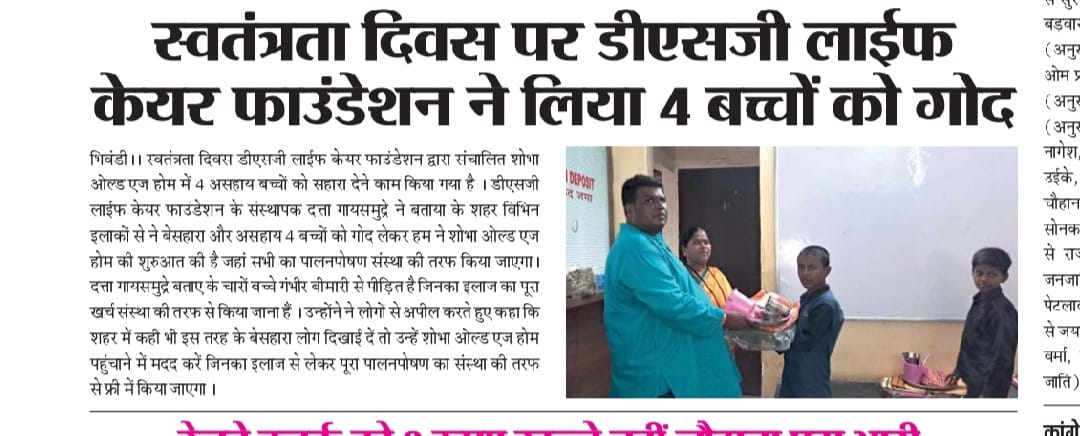 स्वतंत्रता दिवस पर डीएसजी लाईफ
केयर फाउंडेशन ने लिया 4 बच्चों को गोद
भिवंडी।। स्वतंत्रता दिवस डीएसजी लाईफ केयर फाउंडेशन द्वारा संचालित शोभा
ओल्ड एज होम में 4 असहाय बच्चों को सहारा देने काम किया गया है । डीएसजी
लाईफ केयर फाउंडेशन के संस्थापक दत्ता गायसमुद्रे ने बताया के शहर विभिन
इलाकों से ने बेसहारा और असहाय 4 बच्चों को गोद लेकर हम ने शोभा ओल्ड एज
होम की शुरुआत की है जहां सभी का पालनपोषण संस्था की तरफ किया जाएगा।
दत्ता गायसमुद्रे बताए के चारों बच्चे गंभीर बीमारी से पीड़ित है जिनका इलाज का पूरा
खर्च संस्था की तरफ से किया जाना हैं । उन्होंने ने लोगों से अपील करते हुए कहा कि
शहर में कही भी इस तरह के बेसहारा लोग दिखाई दें तो उन्हें शोभा ओल्ड एज होम
पहुंचाने में मदद करें जिनका इलाज से लेकर पूरा पालनपोषण का संस्था की तरफ
से फ्री में किया जाएगा ।
DEPOSIT
जमा
बड़वा
(अनुस
ओम प्र
(अनुस
(अनुस
नागेश,
उईके,
चौहान
सोनक
से राज
जनजा
पेटला
से जय
वर्मा,
जाति)
कांग्रे